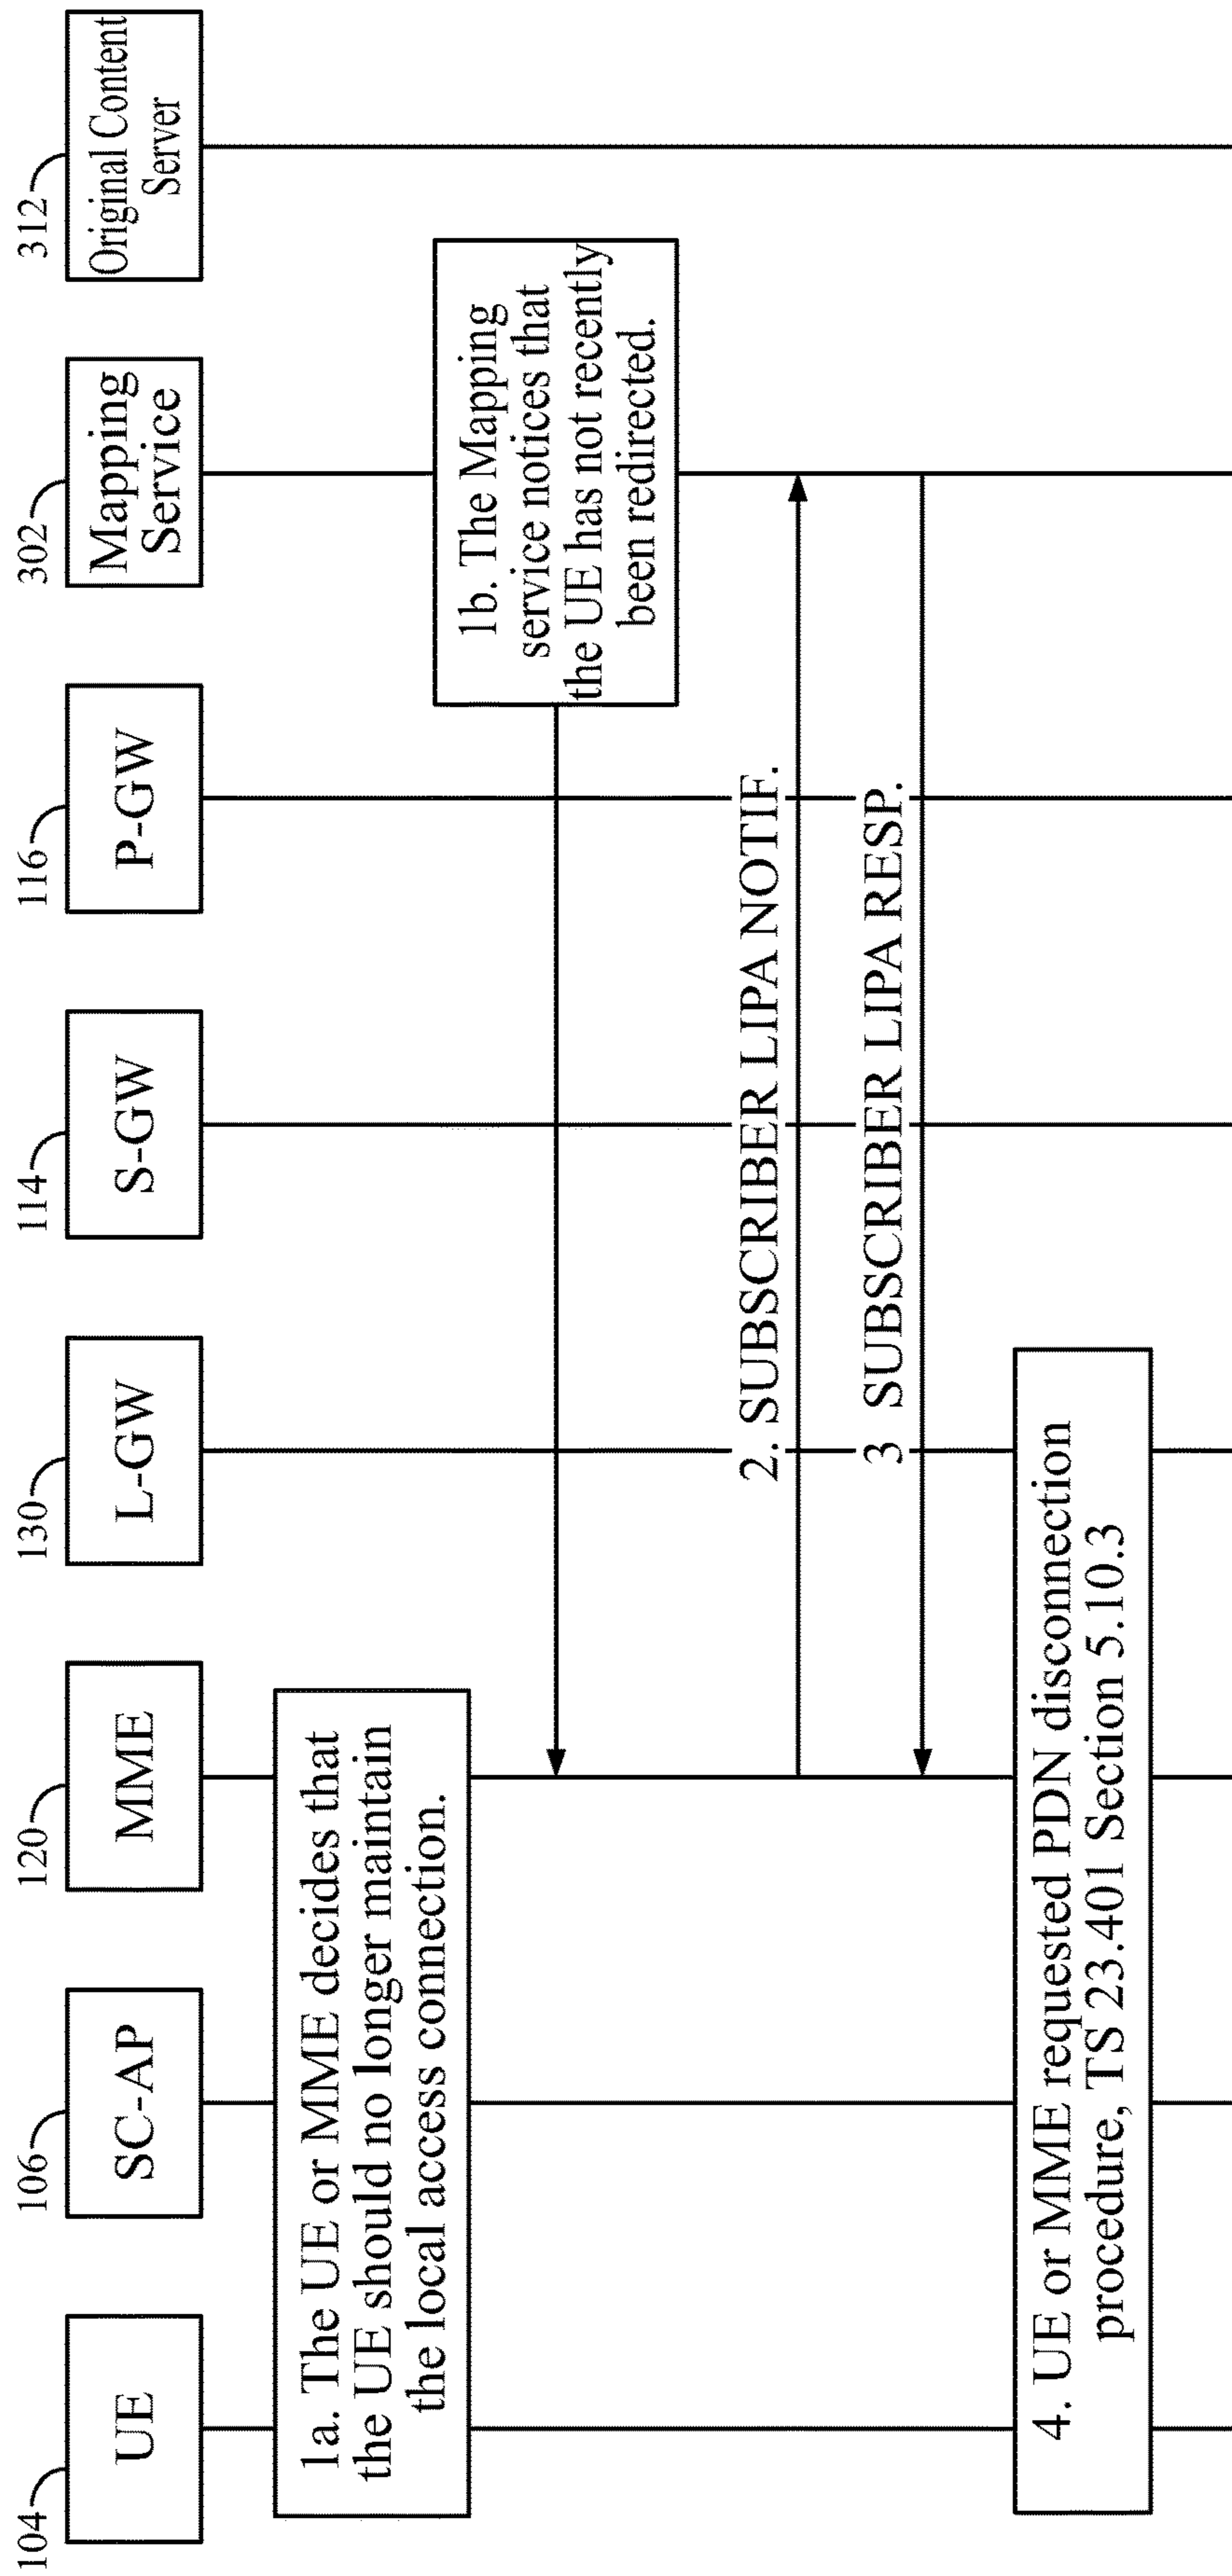 104
UE
106
SC-AP
120
MME
130
L-GW
114
S-GW
116
P-GW
302
Mapping
Service
312
Original Content
Server
1a. The UE or MME decides that
the UE should no longer maintain
the local access connection.
1b. The Mapping
service notices that
the UE has not recently
been redirected.
2. SUBSCRIBER LIPA NOTIF.
3 SUBSCRIBER LIPA RESP.
4. UE or MME requested PDN disconnection
procedure, TS 23.401 Section 5.10.3